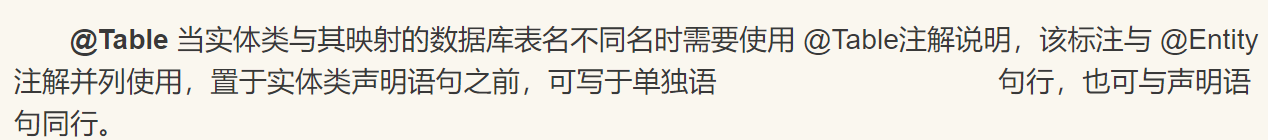 @Table 当实体类与其映射的数据库表名不同名时需要使用 @Table注解说明，该标注与 @Entity
注解并列使用，置于实体类声明语句之前，可写于单独语 句行，也可与声明语
句同行。